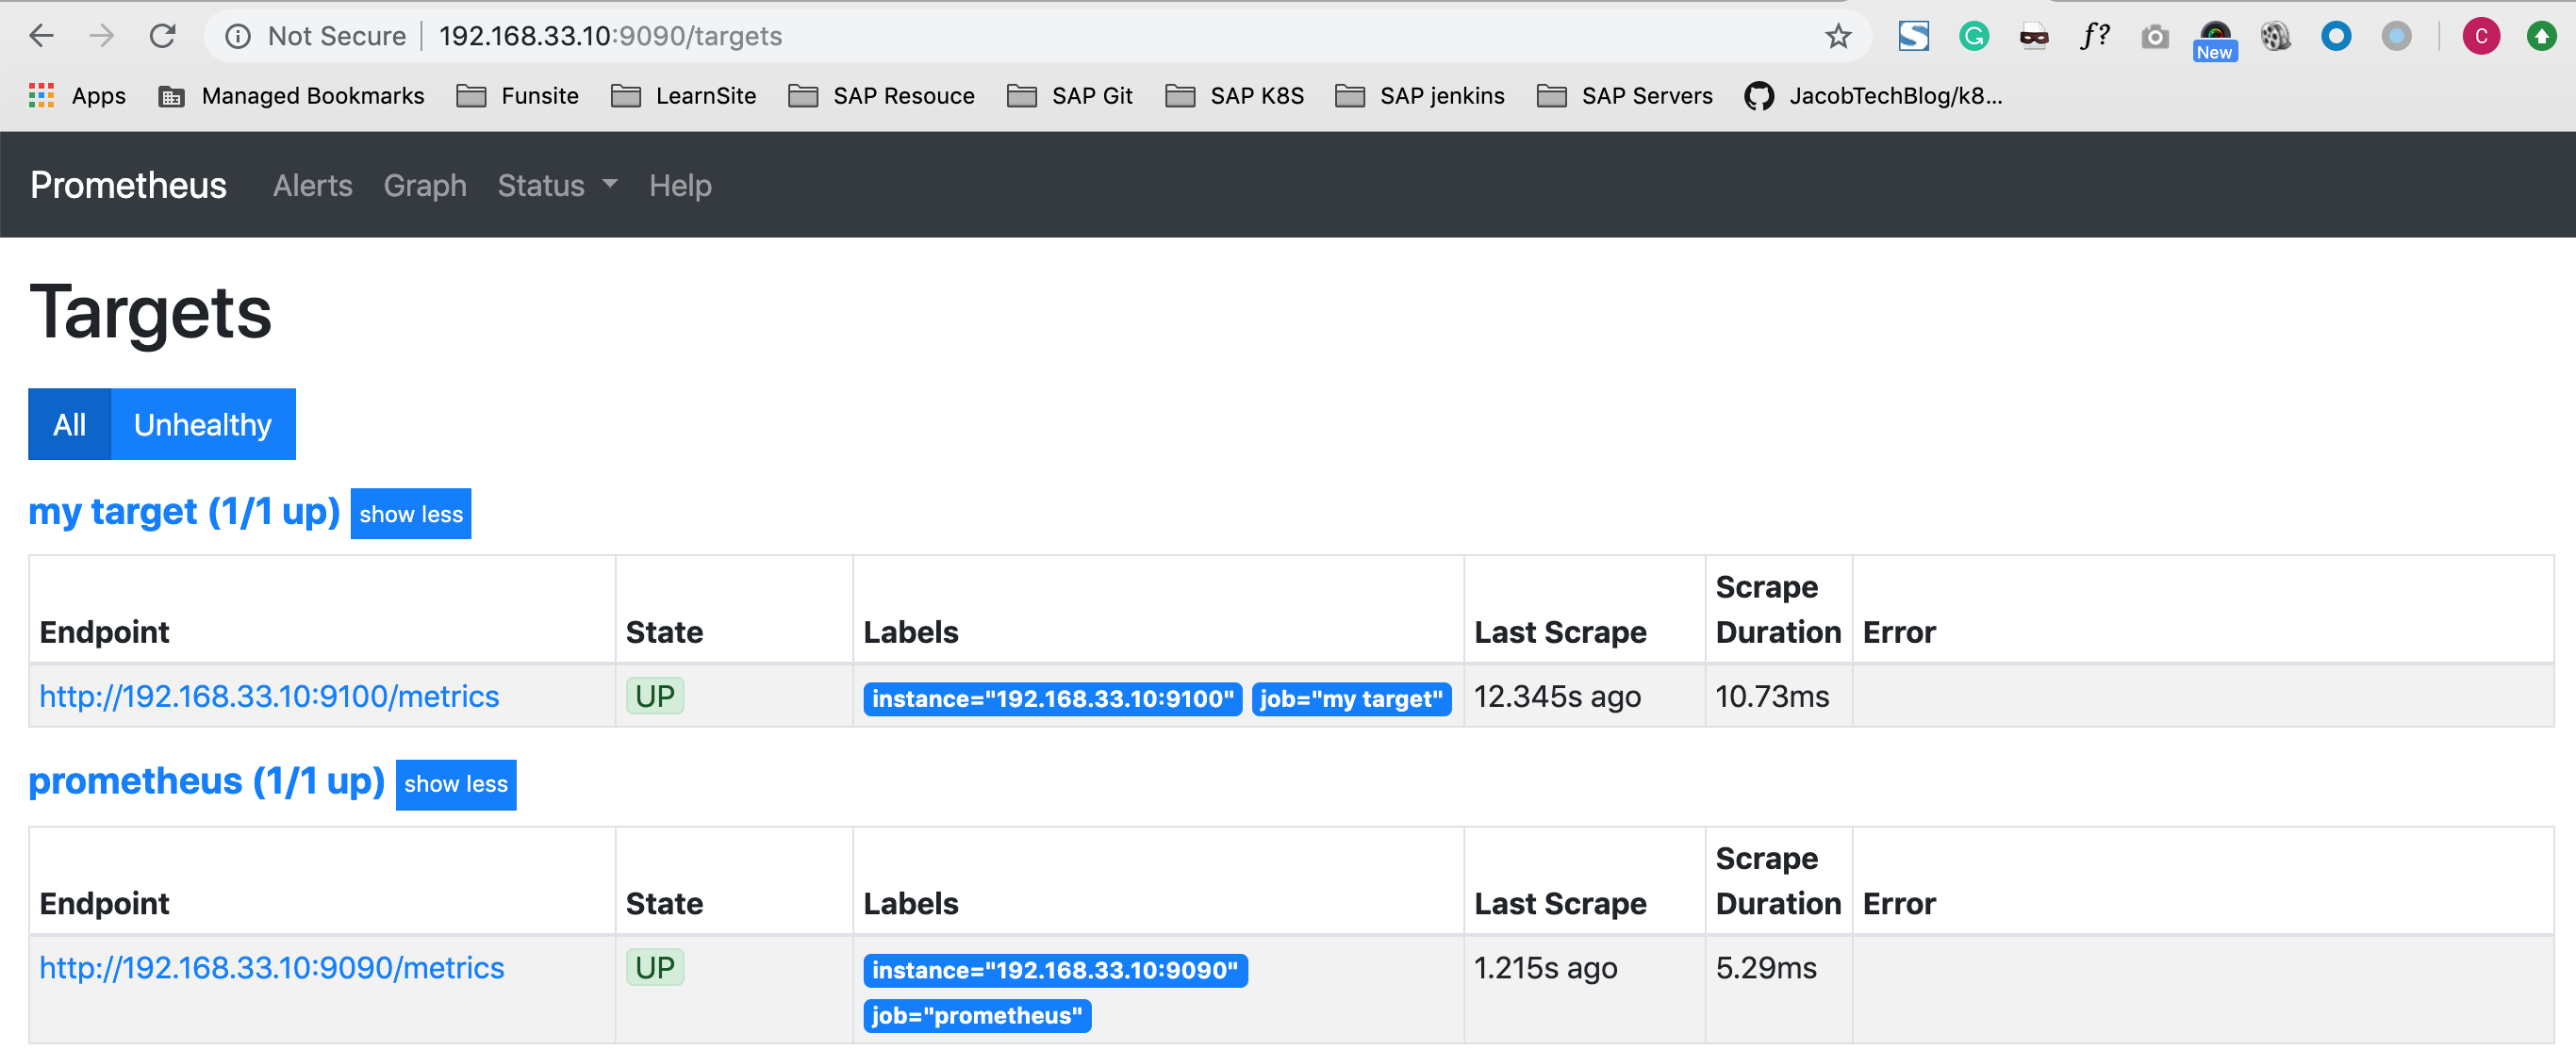 Not Secure 192.168.33.10:9090/targets
f?
New
C
Apps Managed Bookmarks Funsite LearnSite SAP Resouce SAP Git SAP K8S SAP jenkins SAP Servers JacobTechBlog/k8...
Prometheus Alerts Graph Status Help
Targets
All Unhealthy
my target (1/1 up) show less
Endpoint State Labels Last Scrape Scrape Duration Error
http://192.168.33.10:9100/metrics UP instance="192.168.33.10:9100" job="my target" 12.345s ago 10.73ms
prometheus (1/1 up) show less
Endpoint State Labels Last Scrape Scrape Duration Error
http://192.168.33.10:9090/metrics UP instance="192.168.33.10:9090" 1.215s ago 5.29ms
job="prometheus"